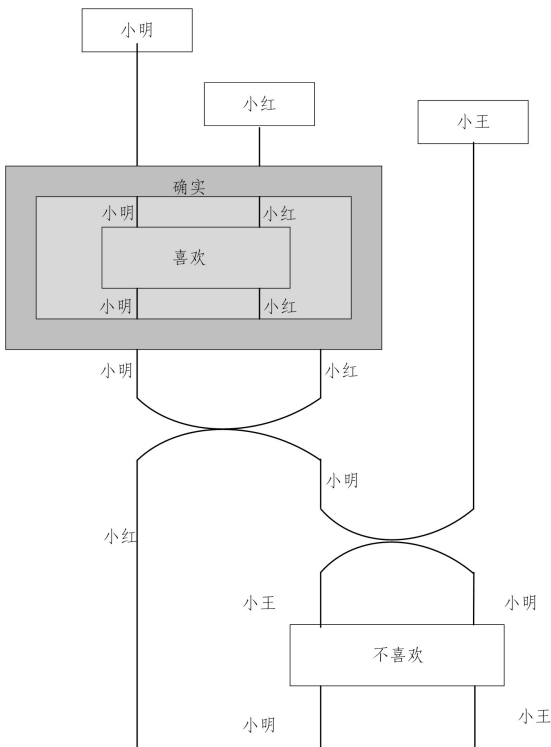 小明
小红
小王
确实
小明 小红
喜欢
小明 小红
小明 小红
小明
小红
小王 小明
不喜欢
小明 小王